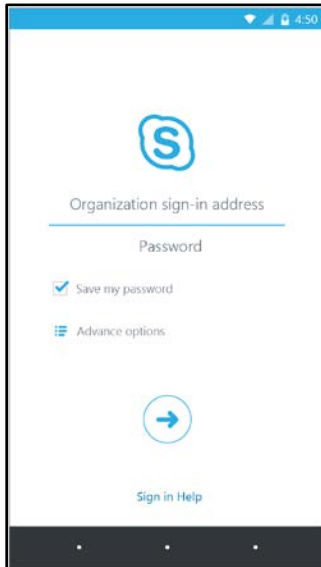 4:50
S
Organization sign-in address
Password
Save my password
Advance options
Sign in Help